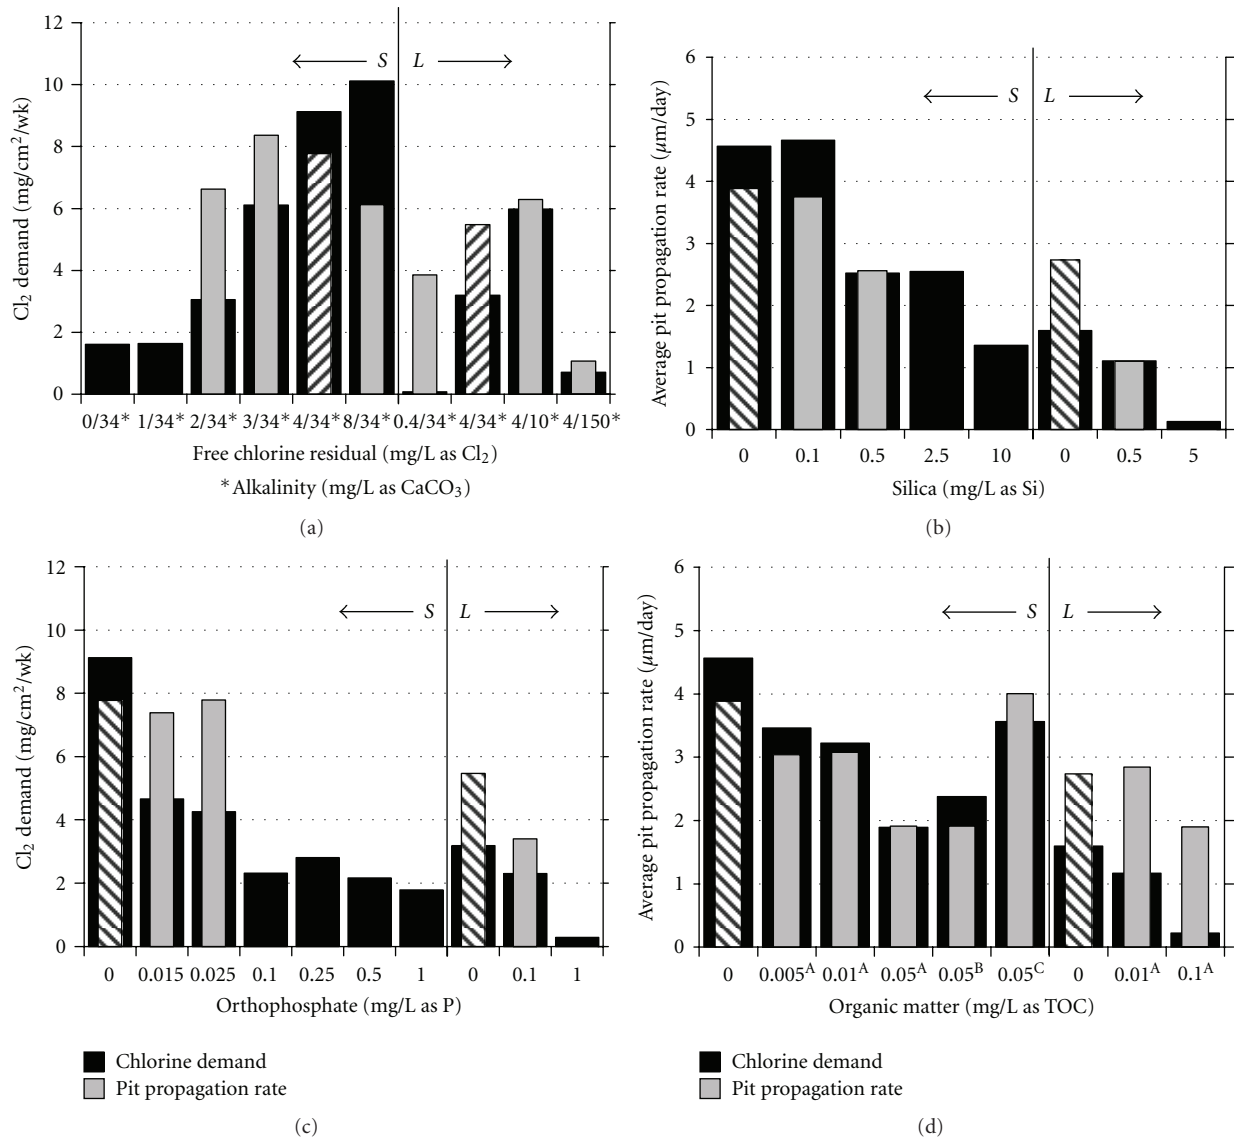 12
10
8
6
4
2
0
Cl₂ demand (mg/cm²/wk)
S L
0/34* 1/34* 2/34* 3/34* 4/34* 8/34* 0.4/34* 4/34* 4/10* 4/150*
Free chlorine residual (mg/L as Cl₂)
*Alkalinity (mg/L as CaCO₃)
(a)
6
5
4
3
2
1
0
Average pit propagation rate (μm/day)
S L
0 0.1 0.5 2.5 10 0 0.5 5
Silica (mg/L as Si)
(b)
12
10
8
6
4
2
0
Cl₂ demand (mg/cm²/wk)
S L
0 0.015 0.025 0.1 0.25 0.5 1 0 0.1 1
Orthophosphate (mg/L as P)
Chlorine demand
Pit propagation rate
(c)
6
5
4
3
2
1
0
Average pit propagation rate (μm/day)
S L
0 0.005ᴬ 0.01ᴬ 0.05ᴬ 0.05ᴮ 0.05ᶜ 0 0.01ᴬ 0.1ᴬ
Organic matter (mg/L as TOC)
Chlorine demand
Pit propagation rate
(d)